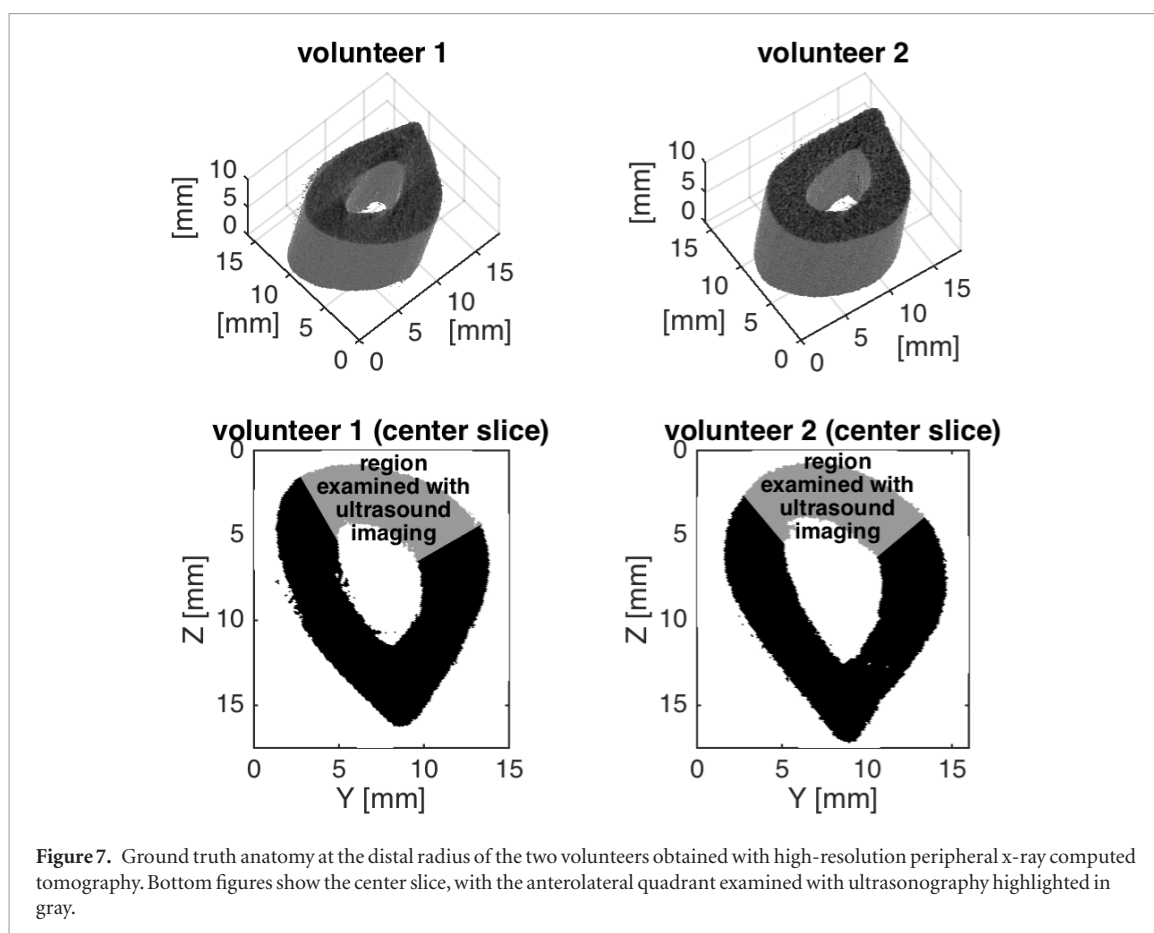 volunteer 1
volunteer 2
10
5
0
[mm]
15
10
5
0
[mm]
0
5
10
15
[mm]
10
5
0
[mm]
15
10
5
0
[mm]
0
5
10
15
[mm]
volunteer 1 (center slice)
region
examined with
ultrasound
imaging
0
5
10
15
Z [mm]
0
5
10
15
Y [mm]
volunteer 2 (center slice)
region
examined with
ultrasound
imaging
0
5
10
15
Z [mm]
0
5
10
15
Y [mm]
Figure 7. Ground truth anatomy at the distal radius of the two volunteers obtained with high-resolution peripheral x-ray computed
tomography. Bottom figures show the center slice, with the anterolateral quadrant examined with ultrasonography highlighted in
gray.